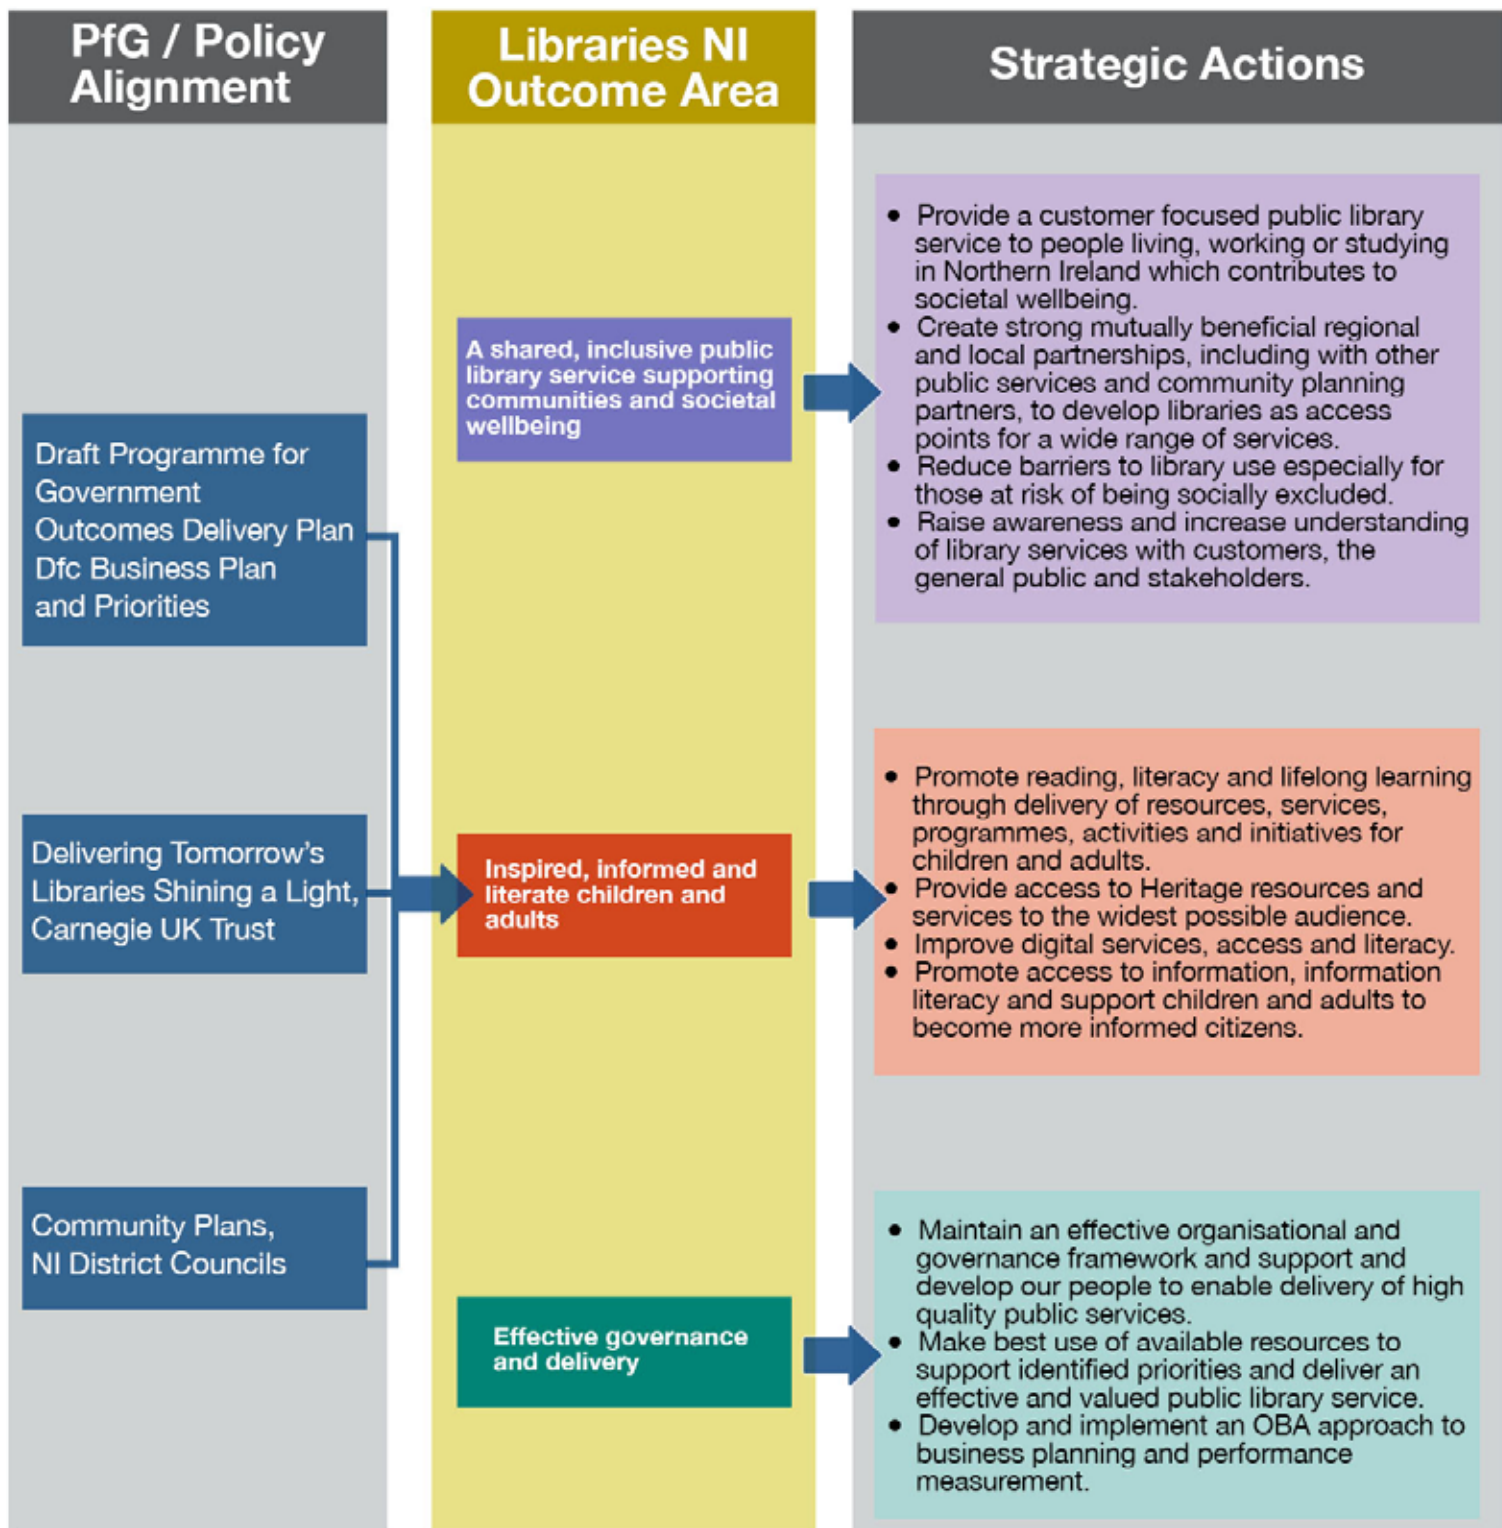 PfG / Policy
Alignment
Draft Programme for
Government
Outcomes Delivery Plan
Dfc Business Plan
and Priorities
Delivering Tomorrow's
Libraries Shining a Light,
Carnegie UK Trust
Community Plans,
NI District Councils
Libraries NI
Outcome Area
A shared, inclusive public
library service supporting
communities and societal
wellbeing
Inspired, informed and
literate children and
adults
Effective governance
and delivery
Strategic Actions
• Provide a customer focused public library
service to people living, working or studying
in Northern Ireland which contributes to
societal wellbeing.
• Create strong mutually beneficial regional
and local partnerships, including with other
public services and community planning
partners, to develop libraries as access
points for a wide range of services.
• Reduce barriers to library use especially for
those at risk of being socially excluded.
• Raise awareness and increase understanding
of library services with customers, the
general public and stakeholders.
• Promote reading, literacy and lifelong learning
through delivery of resources, services,
programmes, activities and initiatives for
children and adults.
• Provide access to Heritage resources and
services to the widest possible audience.
• Improve digital services, access and literacy.
• Promote access to information, information
literacy and support children and adults to
become more informed citizens.
• Maintain an effective organisational and
governance framework and support and
develop our people to enable delivery of high
quality public services.
• Make best use of available resources to
support identified priorities and deliver an
effective and valued public library service.
• Develop and implement an OBA approach to
business planning and performance
measurement.